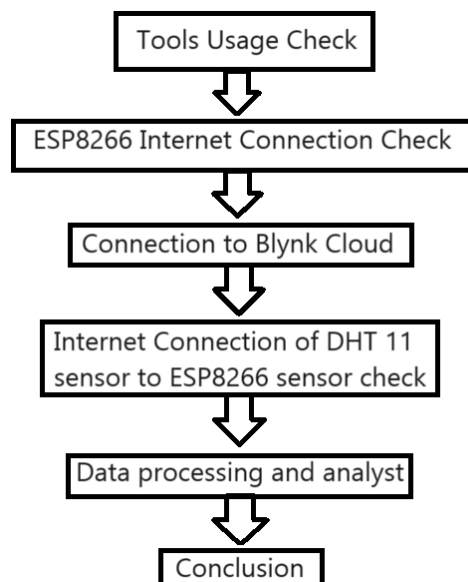 Tools Usage Check
ESP8266 Internet Connection Check
Connection to Blynk Cloud
Internet Connection of DHT 11
sensor to ESP8266 sensor check
Data processing and analyst
Conclusion